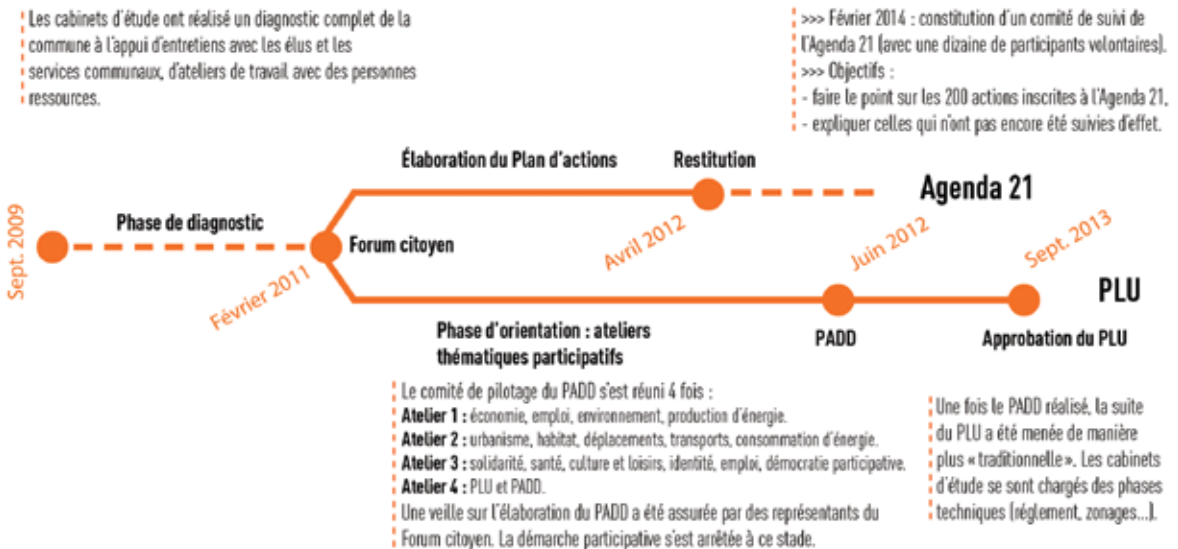 Les cabinets d'étude ont réalisé un diagnostic complet de la
commune à l'appui d'entretiens avec les élus et les
services communaux, d'ateliers de travail avec des personnes
ressources.
>>> Février 2014 : constitution d'un comité de suivi de
l'Agenda 21 (avec une dizaine de participants volontaires).
>>> Objectifs :
- faire le point sur les 200 actions inscrites à l'Agenda 21,
- expliquer celles qui n'ont pas encore été suivies d'effet.
Élaboration du Plan d'actions
Restitution
Agenda 21
Sept. 2009
Phase de diagnostic
Février 2011
Forum citoyen
Avril 2012
Juin 2012
Sept. 2013
PLU
Phase d'orientation : ateliers
thématiques participatifs
PADD
Approbation du PLU
Le comité de pilotage du PADD s'est réuni 4 fois :
Atelier 1 : économie, emploi, environnement, production d'énergie.
Atelier 2 : urbanisme, habitat, déplacements, transports, consommation d'énergie.
Atelier 3 : solidarité, santé, culture et loisirs, identité, emploi, démocratie participative.
Atelier 4 : PLU et PADD.
Une veille sur l'élaboration du PADD a été assurée par des représentants du
Forum citoyen. La démarche participative s'est arrêtée à ce stade.
Une fois le PADD réalisé, la suite
du PLU a été menée de manière
plus « traditionnelle ». Les cabinets
d'étude se sont chargés des phases
techniques (réglement, zonages...).